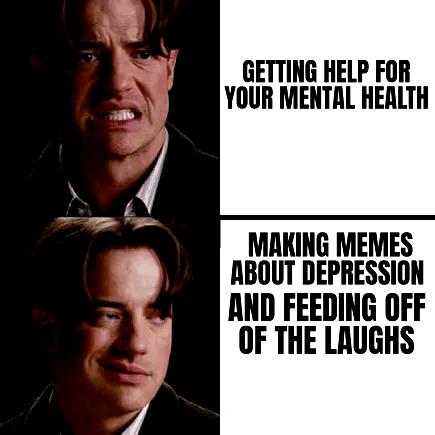 GETTING HELP FOR
YOUR MENTAL HEALTH
MAKING MEMES
ABOUT DEPRESSION
AND FEEDING OFF
OF THE LAUGHS